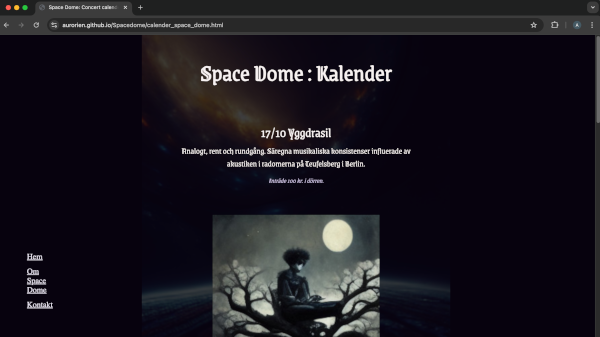 Space Dome: Concert calend
aurorien.github.io/Spacedome/calender_space_dome.html
A
Space Dome : Kalender
17/10 Yggdrasil
Analogt, rent och rundgång. Säregna musikaliska konsistenser influerade av
akustiken i radomerna på Teufelsberg i Berlin.
Inträde 100 kr. i dörren.
Hem
Om
Space
Dome
Kontakt